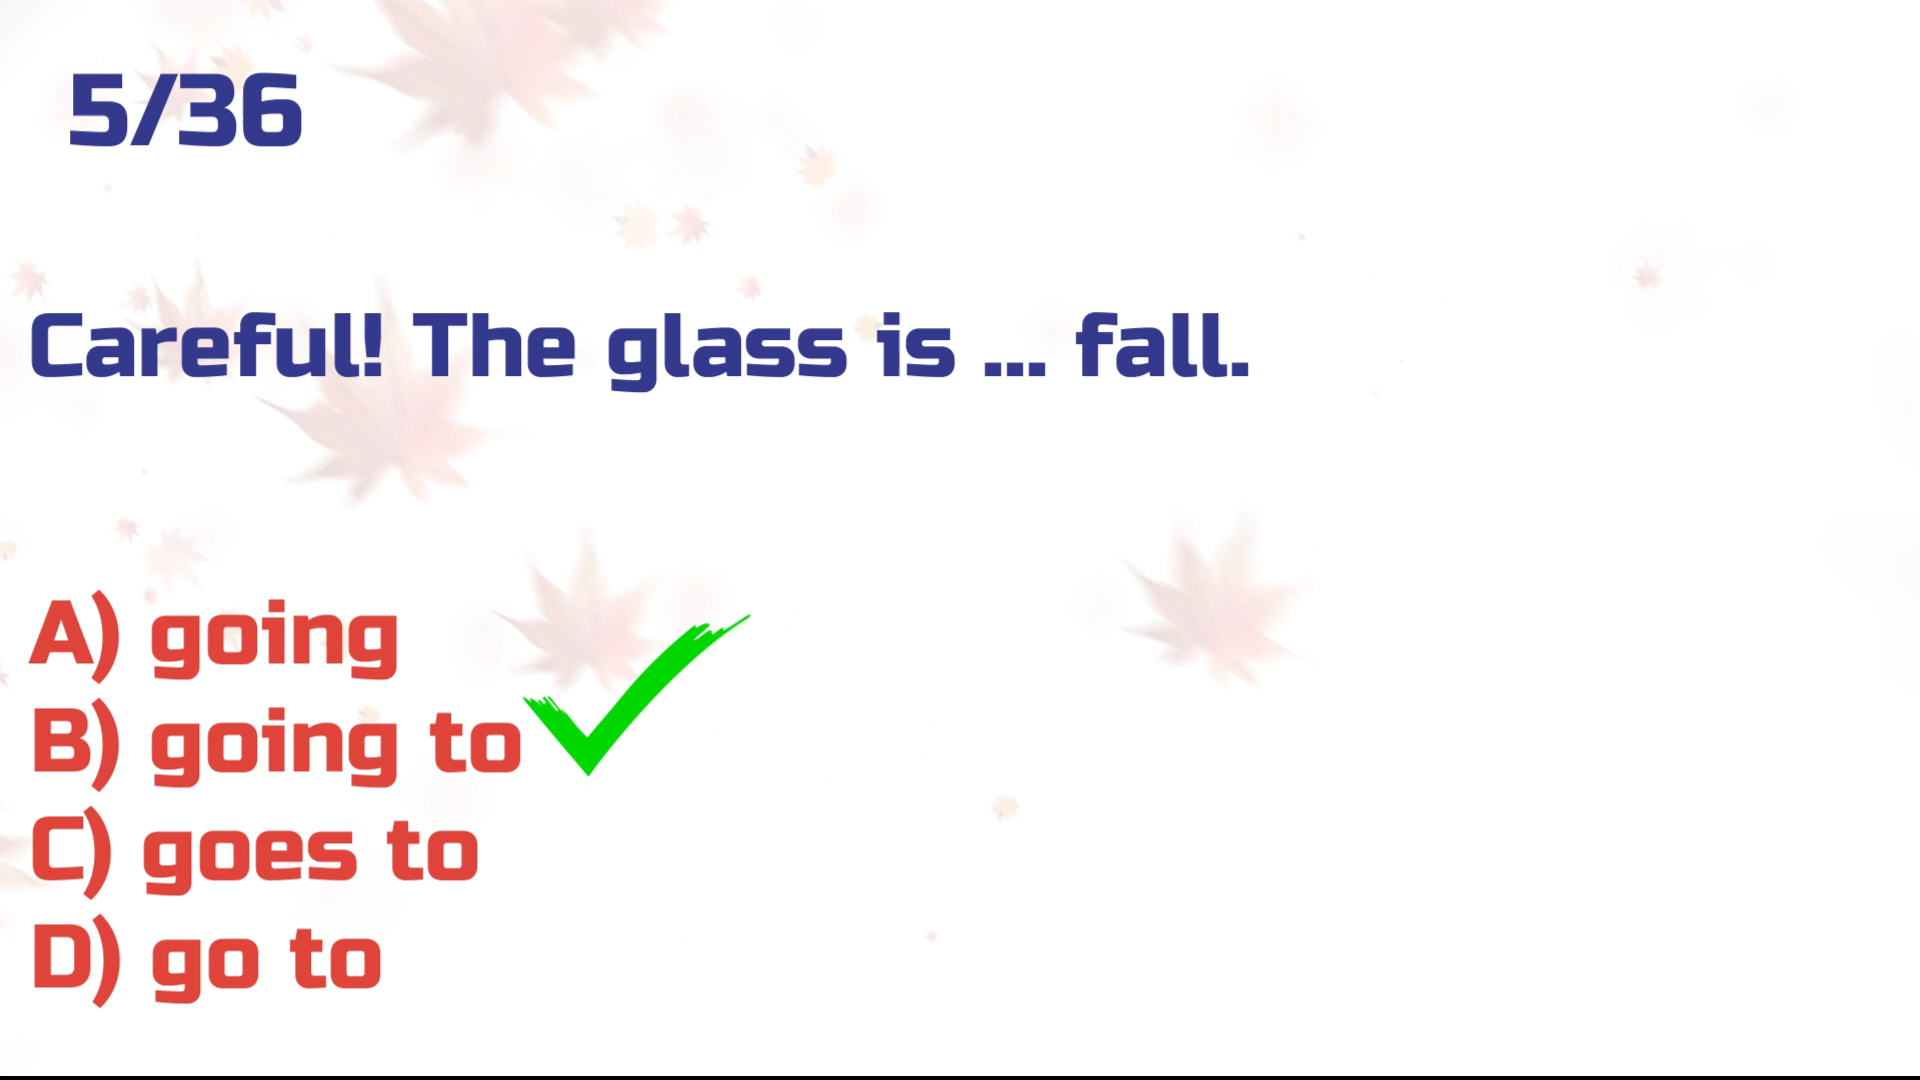 5/36
Careful! The glass is ... fall.
A) going
B) going to
C) goes to
D) go to